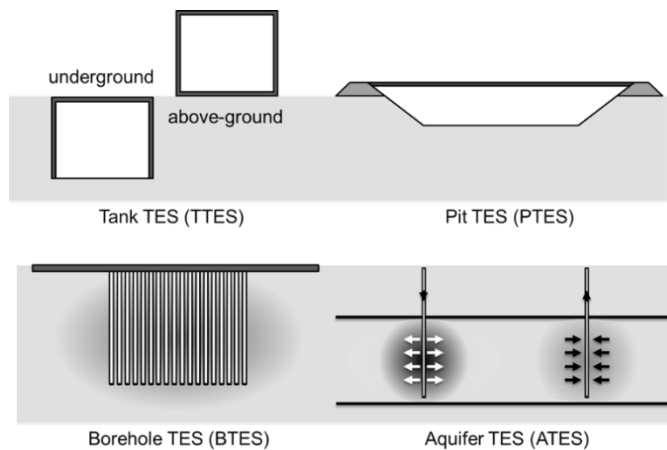 underground
above-ground
Tank TES (TTES)
Pit TES (PTES)
Borehole TES (BTES)
Aquifer TES (ATES)